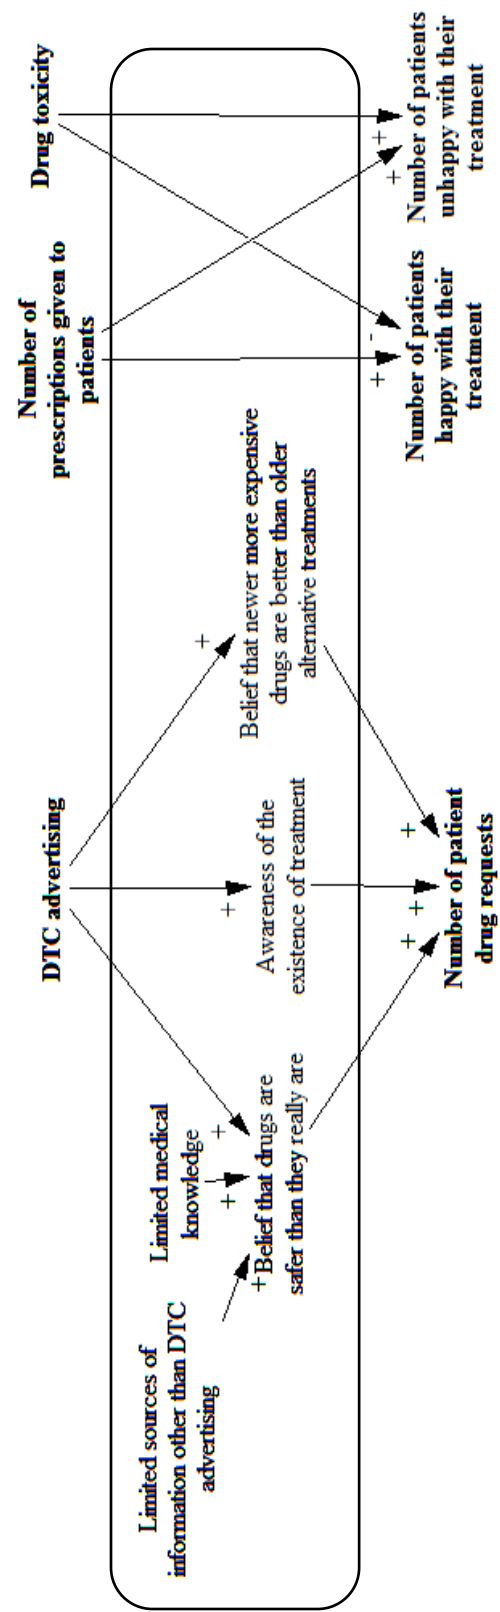 DTC advertising
Number of
prescriptions given to
patients
Drug toxicity
Limited sources of
information other than DTC
advertising
Limited medical
knowledge
+
+
+
Belief that drugs are
safer than they really are
+
Awareness of the
existence of treatment
+
Belief that newer more expensive
drugs are better than older
alternative treatments
+
+
+
Number of patient
drug requests
+
-
Number of patients
happy with their
treatment
+
+
Number of patients
unhappy with their
treatment